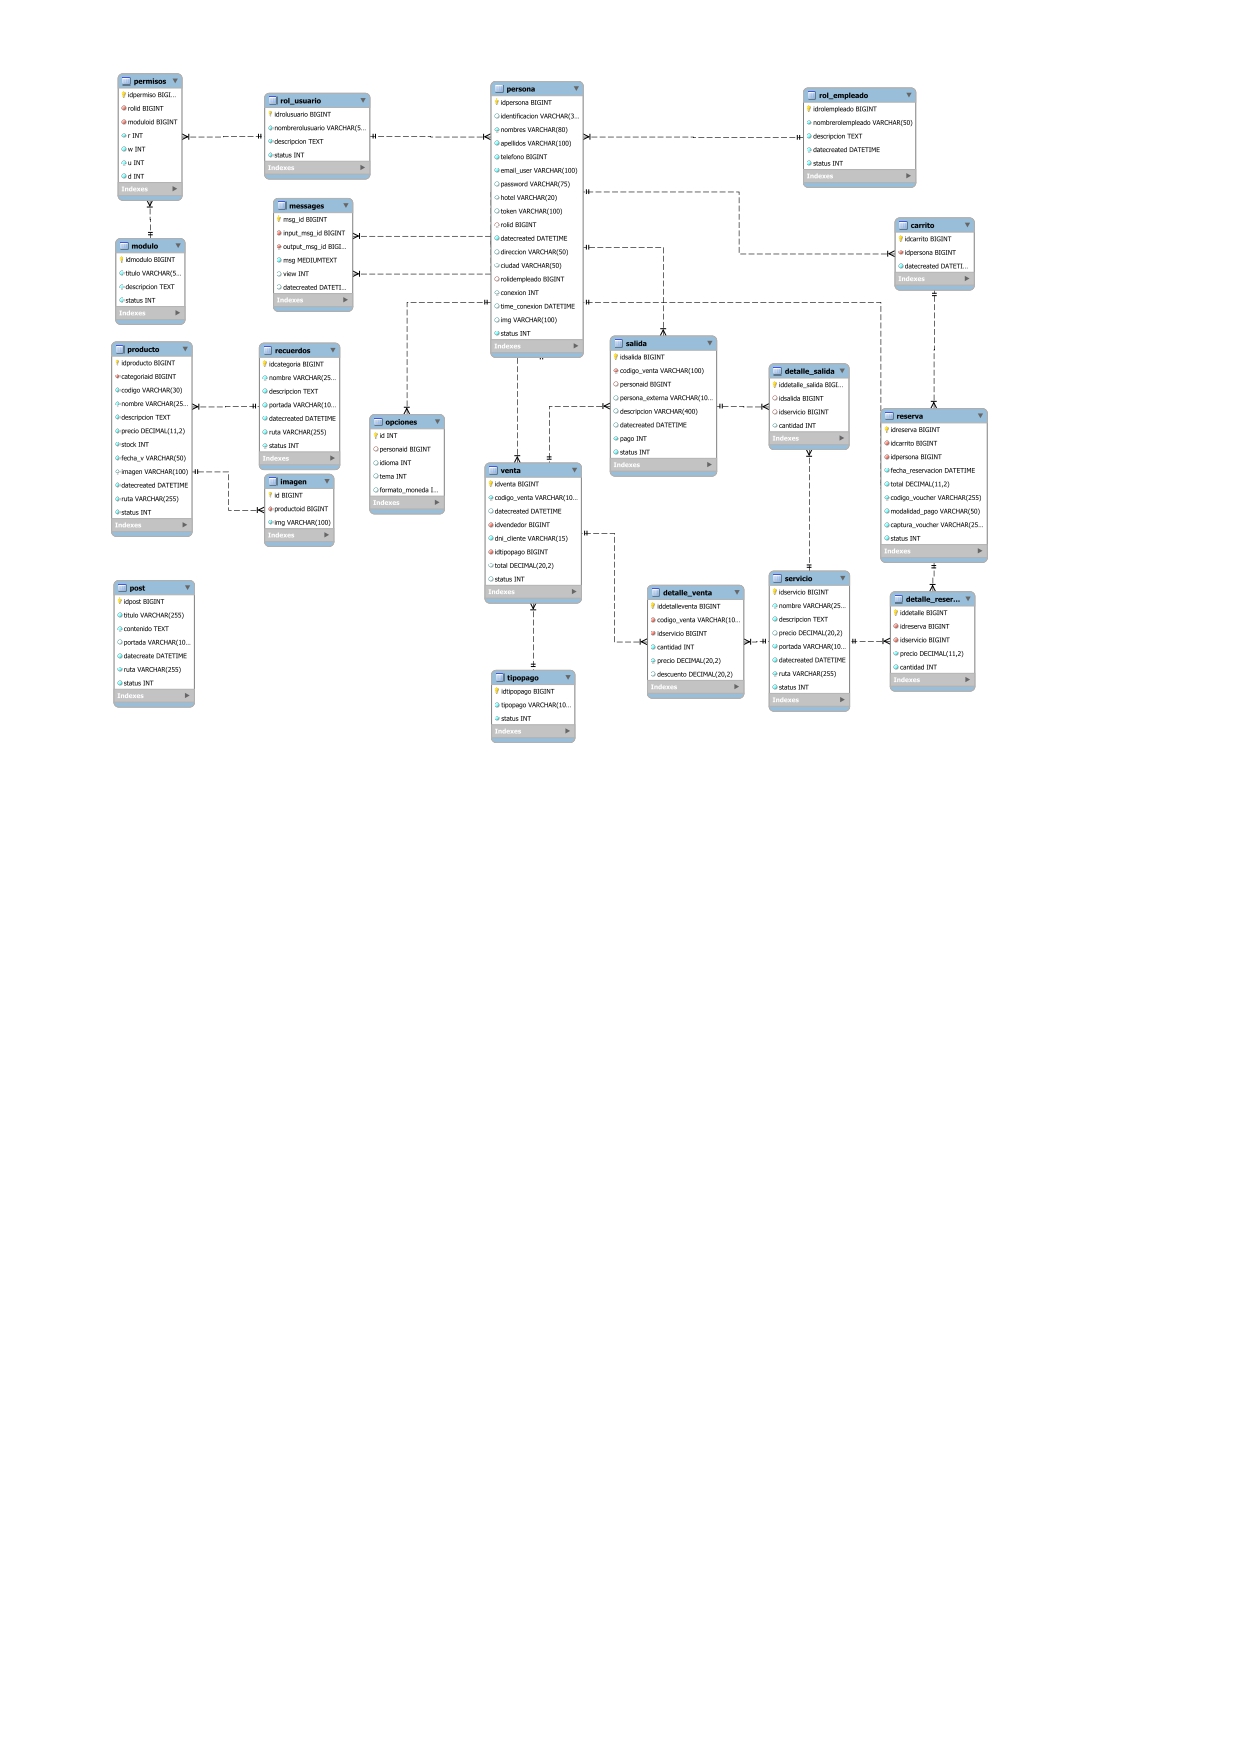 permisos
idpermiso BIGI...
rolid BIGINT
moduloid BIGINT
r INT
w INT
u INT
d INT
Indexes
rol_usuario
idrolusuario BIGINT
nombrerolusuario VARCHAR(5...
descripcion TEXT
status INT
Indexes
persona
idpersona BIGINT
identificacion VARCHAR(3...
nombres VARCHAR(80)
apellidos VARCHAR(100)
telefono BIGINT
email_user VARCHAR(100)
password VARCHAR(75)
hotel VARCHAR(20)
token VARCHAR(100)
rolid BIGINT
datecreated DATETIME
direccion VARCHAR(50)
ciudad VARCHAR(50)
rolidempleado BIGINT
conexion INT
time_conexion DATETIME
img VARCHAR(100)
status INT
Indexes
rol_empleado
idrolempleado BIGINT
nombrerolempleado VARCHAR(50)
descripcion TEXT
datecreated DATETIME
status INT
Indexes
messages
msg_id BIGINT
input_msg_id BIGINT
output_msg_id BIGI...
msg MEDIUMTEXT
view INT
datecreated DATETI...
Indexes
carrito
idcarrito BIGINT
idpersona BIGINT
datecreated DATETI...
Indexes
modulo
idmodulo BIGINT
titulo VARCHAR(5...
descripcion TEXT
status INT
Indexes
producto
idproducto BIGINT
categoriaid BIGINT
codigo VARCHAR(30)
nombre VARCHAR(25...
descripcion TEXT
precio DECIMAL(11,2)
stock INT
fecha_v VARCHAR(50)
imagen VARCHAR(100)
datecreated DATETIME
ruta VARCHAR(255)
status INT
Indexes
recuerdos
idcategoria BIGINT
nombre VARCHAR(25...
descripcion TEXT
portada VARCHAR(10...
datecreated DATETIME
ruta VARCHAR(255)
status INT
Indexes
salida
idsalida BIGINT
codigo_venta VARCHAR(100)
personaid BIGINT
persona_externa VARCHAR(10...
descripcion VARCHAR(400)
datecreated DATETIME
pago INT
status INT
Indexes
detalle_salida
iddetalle_salida BIGI...
idsalida BIGINT
idservicio BIGINT
cantidad INT
Indexes
opciones
id INT
personaid BIGINT
idioma INT
tema INT
formato_moneda I...
Indexes
reserva
idreserva BIGINT
idcarrito BIGINT
idpersona BIGINT
fecha_reservacion DATETIME
total DECIMAL(11,2)
codigo_voucher VARCHAR(255)
modalidad_pago VARCHAR(50)
captura_voucher VARCHAR(25...
status INT
Indexes
imagen
id BIGINT
productoid BIGINT
img VARCHAR(100)
Indexes
venta
idventa BIGINT
codigo_venta VARCHAR(10...
datecreated DATETIME
idvendedor BIGINT
dni_cliente VARCHAR(15)
idtipopago BIGINT
total DECIMAL(20,2)
status INT
Indexes
post
idpost BIGINT
titulo VARCHAR(255)
contenido TEXT
portada VARCHAR(10...
datecreate DATETIME
ruta VARCHAR(255)
status INT
Indexes
detalle_venta
iddetalleventa BIGINT
codigo_venta VARCHAR(10...
idservicio BIGINT
cantidad INT
precio DECIMAL(20,2)
descuento DECIMAL(20,2)
Indexes
servicio
idservicio BIGINT
nombre VARCHAR(25...
descripcion TEXT
precio DECIMAL(20,2)
portada VARCHAR(10...
datecreated DATETIME
ruta VARCHAR(255)
status INT
Indexes
detalle_reser...
iddetalle BIGINT
idreserva BIGINT
idservicio BIGINT
precio DECIMAL(11,2)
cantidad INT
Indexes
tipopago
idtipopago BIGINT
tipopago VARCHAR(10...
status INT
Indexes